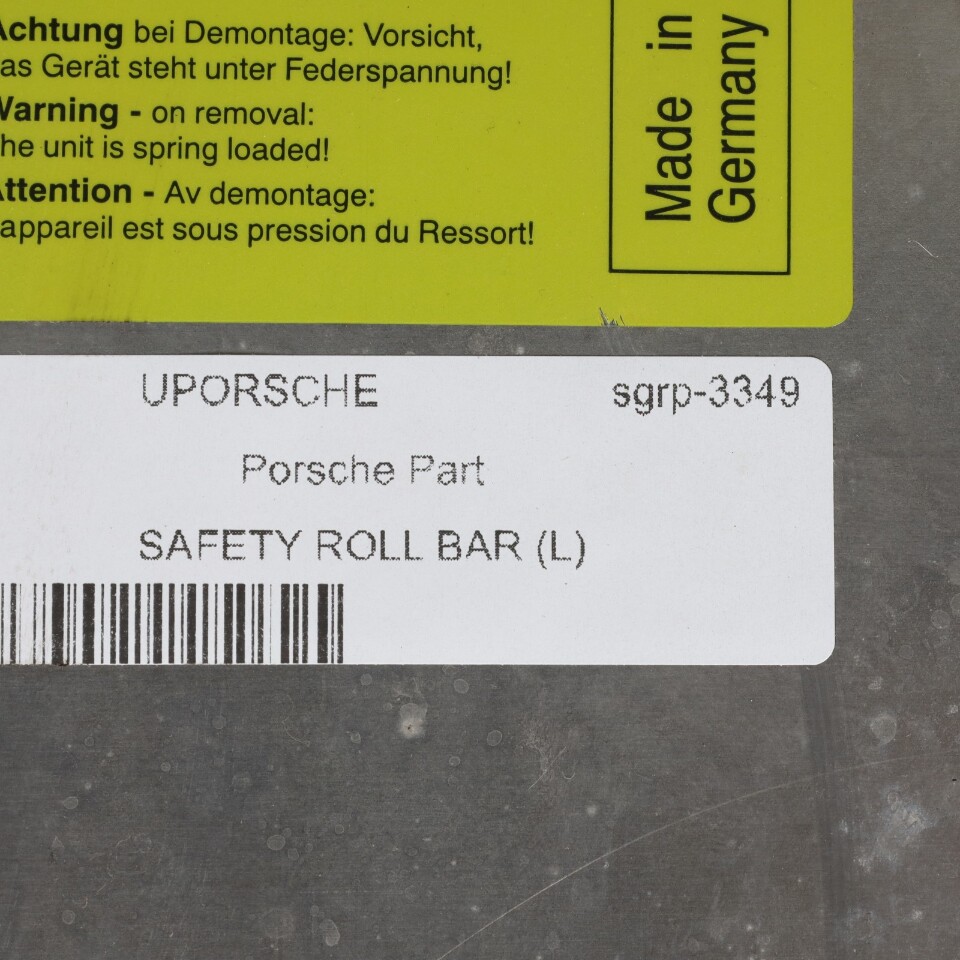 Achtung bei Demontage: Vorsicht,
as Gerät steht unter Federspannung!
Warning - on removal:
he unit is spring loaded!
Attention - Av demontage:
appareil est sous pression du Ressort!
Made in
Germany
UPORSCHE
sgrp-3349
Porsche Part
SAFETY ROLL BAR (L)